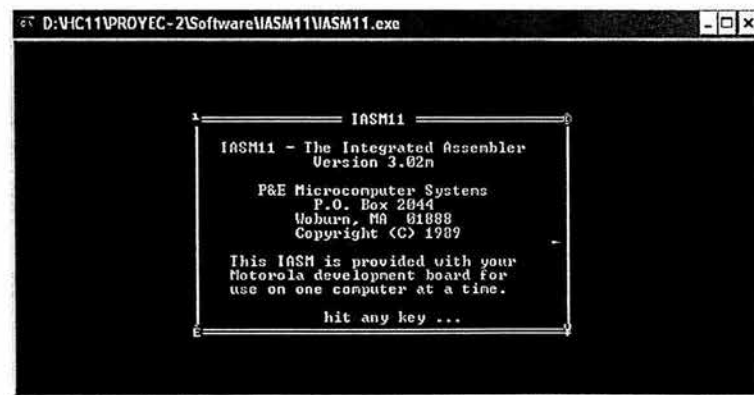 D:\HC11\PROYEC~2\Software\IASM11\IASM11.exe
IASM11
IASM11 - The Integrated Assembler
Version 3.02m
P&E Microcomputer Systems
P.O. Box 2044
Woburn, MA 01888
Copyright (C) 1989
This IASM is provided with your
Motorola development board for
use on one computer at a time.
hit any key ...